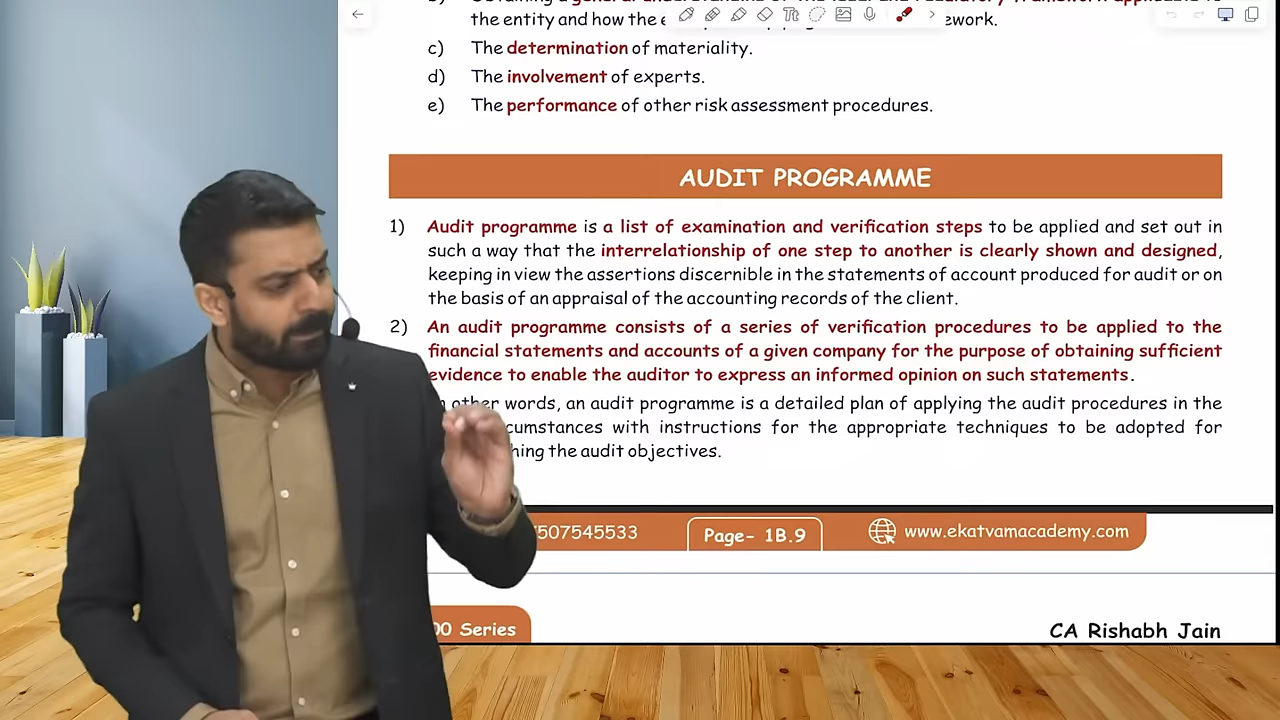 the entity and how the
ework.
c) The determination of materiality.
d) The involvement of experts.
e) The performance of other risk assessment procedures.
AUDIT PROGRAMME
1) Audit programme is a list of examination and verification steps to be applied and set out in
such a way that the interrelationship of one step to another is clearly shown and designed,
keeping in view the assertions discernible in the statements of account produced for audit or on
the basis of an appraisal of the accounting records of the client.
2) An audit programme consists of a series of verification procedures to be applied to the
financial statements and accounts of a given company for the purpose of obtaining sufficient
evidence to enable the auditor to express an informed opinion on such statements.
other words, an audit programme is a detailed plan of applying the audit procedures in the
cumstances with instructions for the appropriate techniques to be adopted for
hing the audit objectives.
507545533
Page- 1B.9
www.ekatvamacademy.com
00 Series
CA Rishabh Jain